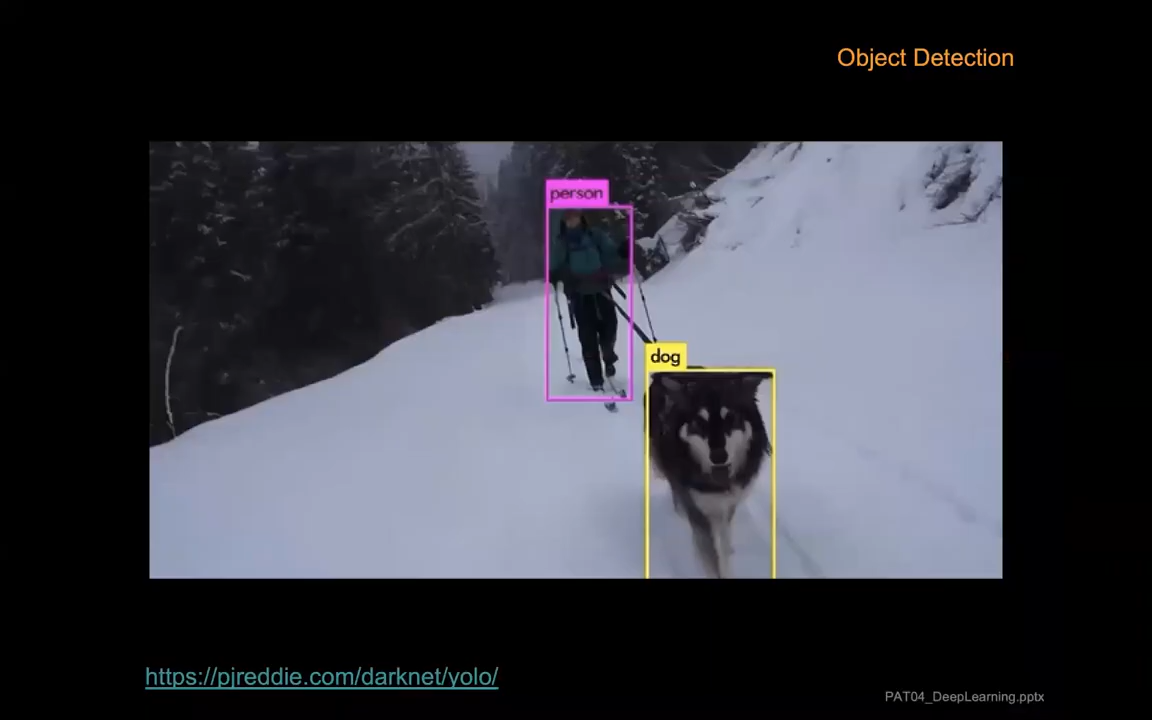 Object Detection
person
dog
https://pjreddie.com/darknet/yolo/
PAT04_DeepLearning.pptx